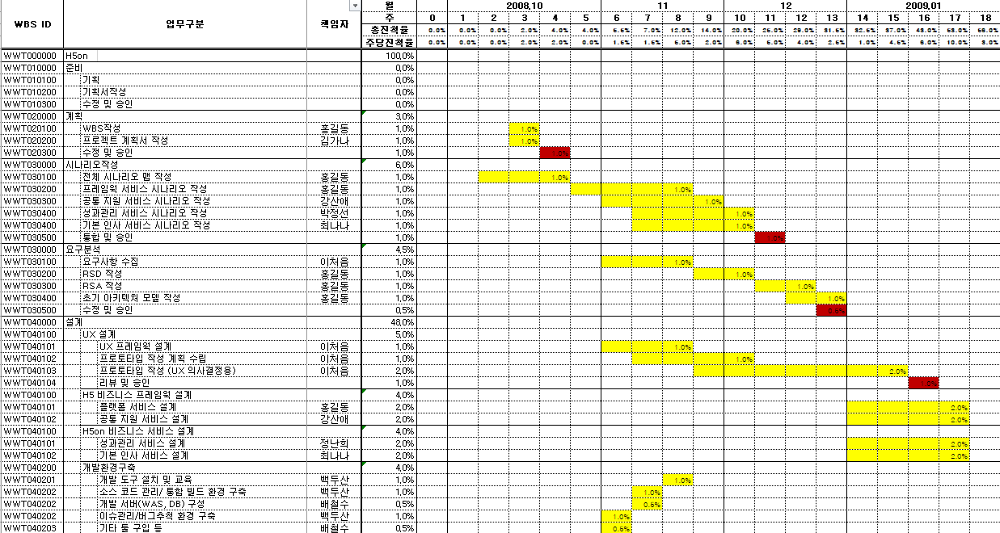 월 2008,10 11 12 2009,01
WBS ID 업무구분 책임자 주 0 1 2 3 4 5 6 7 8 9 10 11 12 13 14 15 16 17 18
총진척율 0.0% 0.0% 0.0% 2.0% 4.0% 4.0% 5.5% 7.0% 12.0% 14.0% 20.0% 25.0% 29.0% 31.5% 32.5% 37.0% 43.0% 53.0% 56.0%
주당진척율 0.0% 0.0% 0.0% 2.0% 2.0% 0.0% 1.5% 1.5% 5.0% 2.0% 6.0% 5.0% 4.0% 2.5% 1.0% 4.5% 6.0% 10.0% 3.0%
WWT000000 H5on 100,0%
WWT010000 준비 0,0%
WWT010100 기획 0,0%
WWT010200 기획서작성 0,0%
WWT010300 수정 및 승인 0,0%
WWT020000 계획 3,0%
WWT020100 WBS작성 홍길동 1,0% 1.0%
WWT020200 프로젝트 계획서 작성 김가나 1,0% 1.0%
WWT020300 수정 및 승인 1,0% 1.0%
WWT030000 시나리오작성 6,0%
WWT030100 전체 시나리오 맵 작성 홍길동 1,0% 1.0%
WWT030200 프레임웍 서비스 시나리오 작성 홍길동 1,0% 1.0%
WWT030300 공통 지원 서비스 시나리오 작성 강산애 1,0% 1.0%
WWT030400 성과관리 서비스 시나리오 작성 박정선 1,0% 1.0%
WWT030400 기본 인사 서비스 시나리오 작성 최나나 1,0% 1.0%
WWT030500 통합 및 승인 1,0% 1.0%
WWT030000 요구분석 4,5%
WWT030100 요구사항 수집 이처음 1,0% 1.0%
WWT030200 RSD 작성 홍길동 1,0% 1.0%
WWT030300 RSA 작성 홍길동 1,0% 1.0%
WWT030400 초기 아키텍처 모델 작성 홍길동 1,0% 1.0%
WWT030500 수정 및 승인 0,5% 0.5%
WWT040000 설계 48,0%
WWT040100 UX 설계 5,0%
WWT040101 UX 프레임웍 설계 이처음 1,0% 1.0%
WWT040102 프로토타입 작성 계획 수립 이처음 1,0% 1.0%
WWT040103 프로토타입 작성 (UX 의사결정용) 이처음 2,0% 2.0%
WWT040104 리뷰 및 승인 1,0% 1.0%
WWT040100 H5 비즈니스 프레임웍 설계 4,0%
WWT040101 플랫폼 서비스 설계 홍길동 2,0% 2.0%
WWT040102 공통 지원 서비스 설계 강산애 2,0% 2.0%
WWT040100 H5on 비즈니스 서비스 설계 4,0%
WWT040101 성과관리 서비스 설계 정난희 2,0% 2.0%
WWT040102 기본 인사 서비스 설계 최나나 2,0% 2.0%
WWT040200 개발환경구축 4,0%
WWT040201 개발 도구 설치 및 교육 백두산 1,0% 1.0%
WWT040202 소스 코드 관리/ 통합 빌드 환경 구축 백두산 1,0% 1.0%
WWT040202 개발 서버(WAS, DB) 구성 배철수 0,5% 0.5%
WWT040202 이슈관리/버그추척 환경 구축 백두산 1,0% 1.0%
WWT040203 기타 툴 구입 등 배철수 0,5% 0.5%